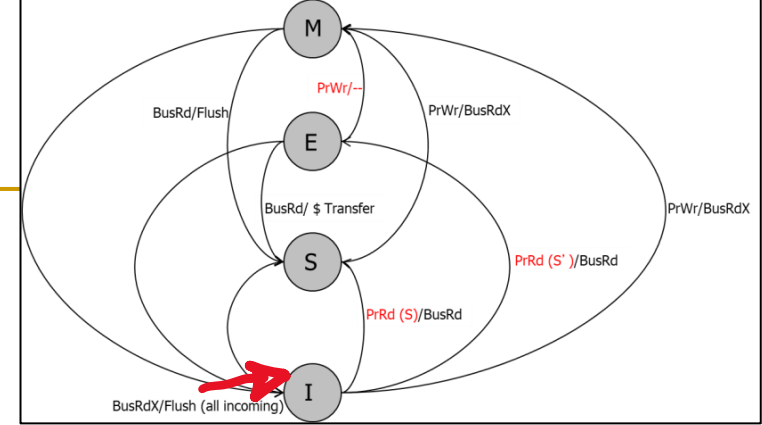 M
PrWr/--
BusRd/Flush
PrWr/BusRdX
E
BusRd/ $ Transfer
PrWr/BusRdX
S
PrRd (S' )/BusRd
PrRd (S)/BusRd
I
BusRdX/Flush (all incoming)